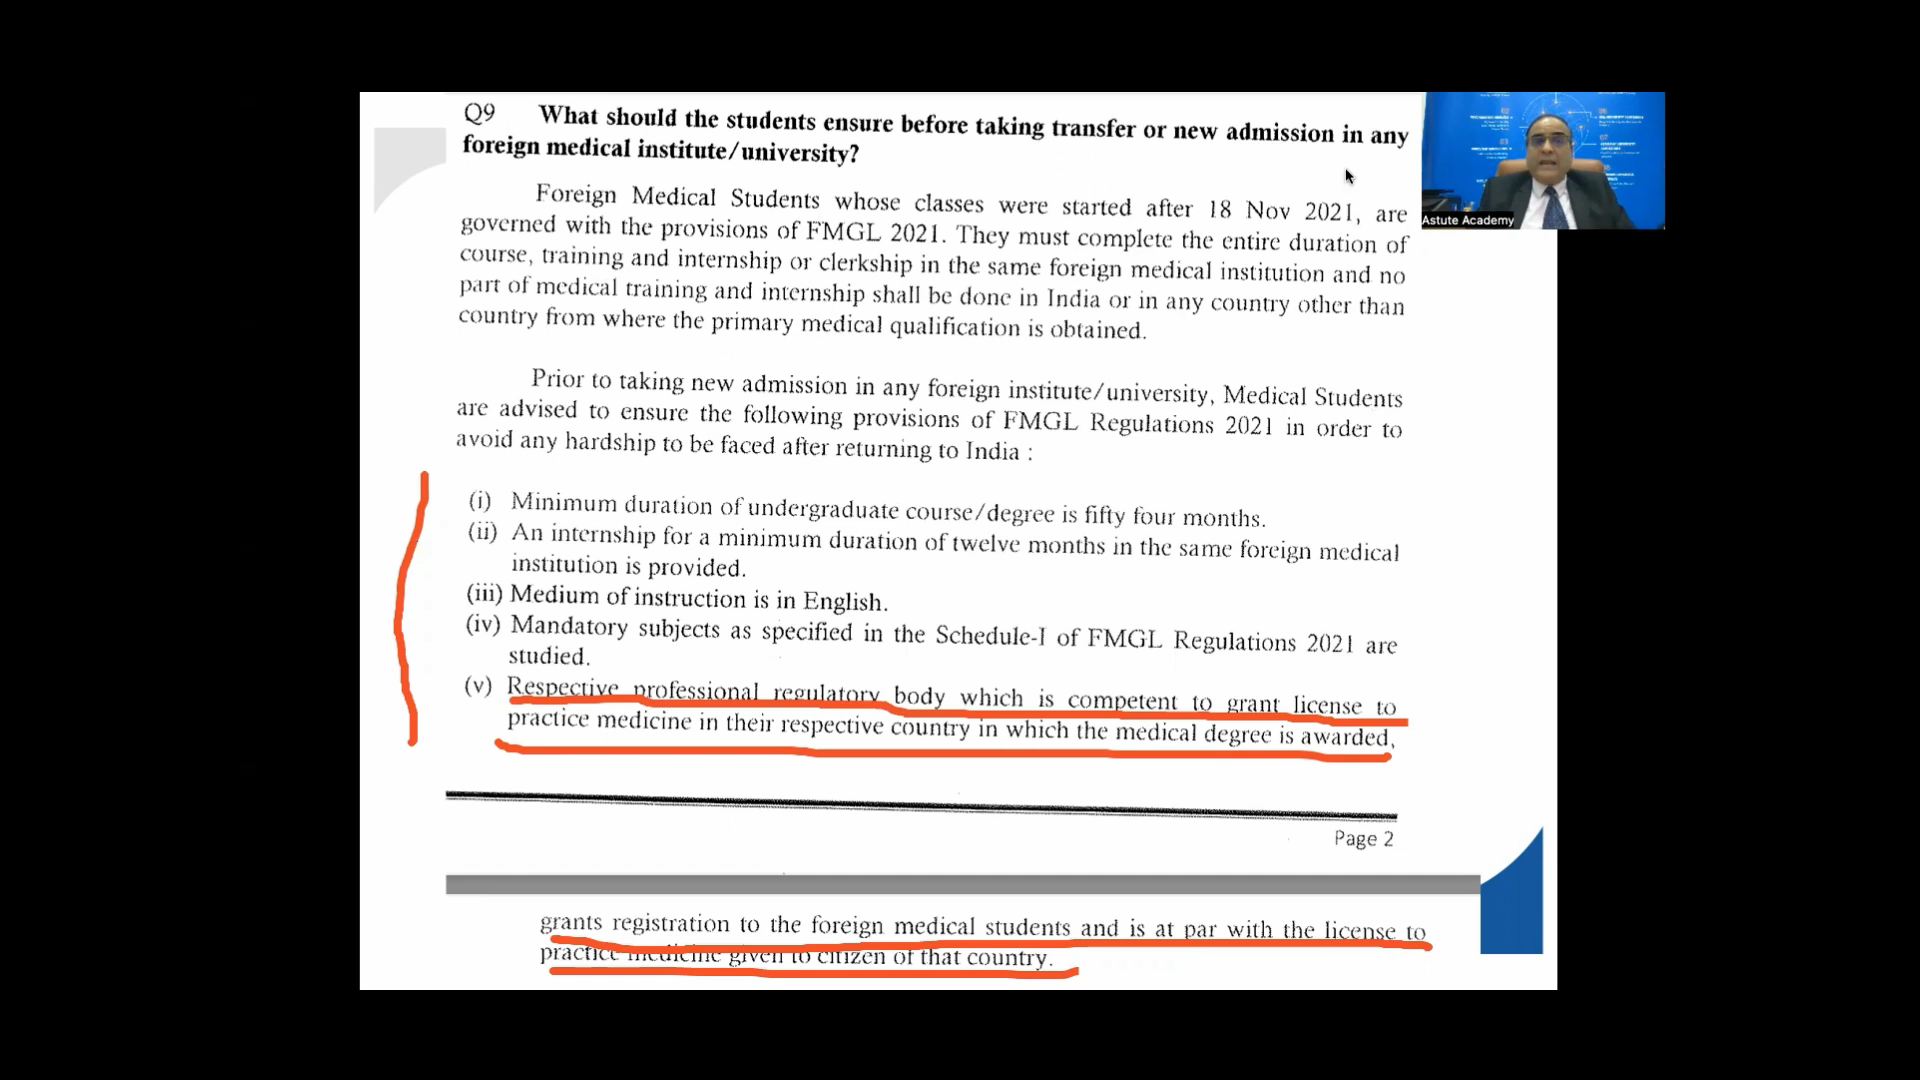 Q9 What should the students ensure before taking transfer or new admission in any
foreign medical institute/university?
Foreign Medical Students whose classes were started after 18 Nov 2021, are
governed with the provisions of FMGL 2021. They must complete the entire duration of
course, training and internship or clerkship in the same foreign medical institution and no
part of medical training and internship shall be done in India or in any country other than
country from where the primary medical qualification is obtained.
Prior to taking new admission in any foreign institute/university, Medical Students
are advised to ensure the following provisions of FMGL Regulations 2021 in order to
avoid any hardship to be faced after returning to India :
(i) Minimum duration of undergraduate course/degree is fifty four months.
(ii) An internship for a minimum duration of twelve months in the same foreign medical
institution is provided.
(iii) Medium of instruction is in English.
(iv) Mandatory subjects as specified in the Schedule-I of FMGL Regulations 2021 are
studied.
(v) Respective professional regulatory body which is competent to grant license to
practice medicine in their respective country in which the medical degree is awarded,
Page 2
grants registration to the foreign medical students and is at par with the license to
practice medicine given to citizen of that country.
Astute Academy